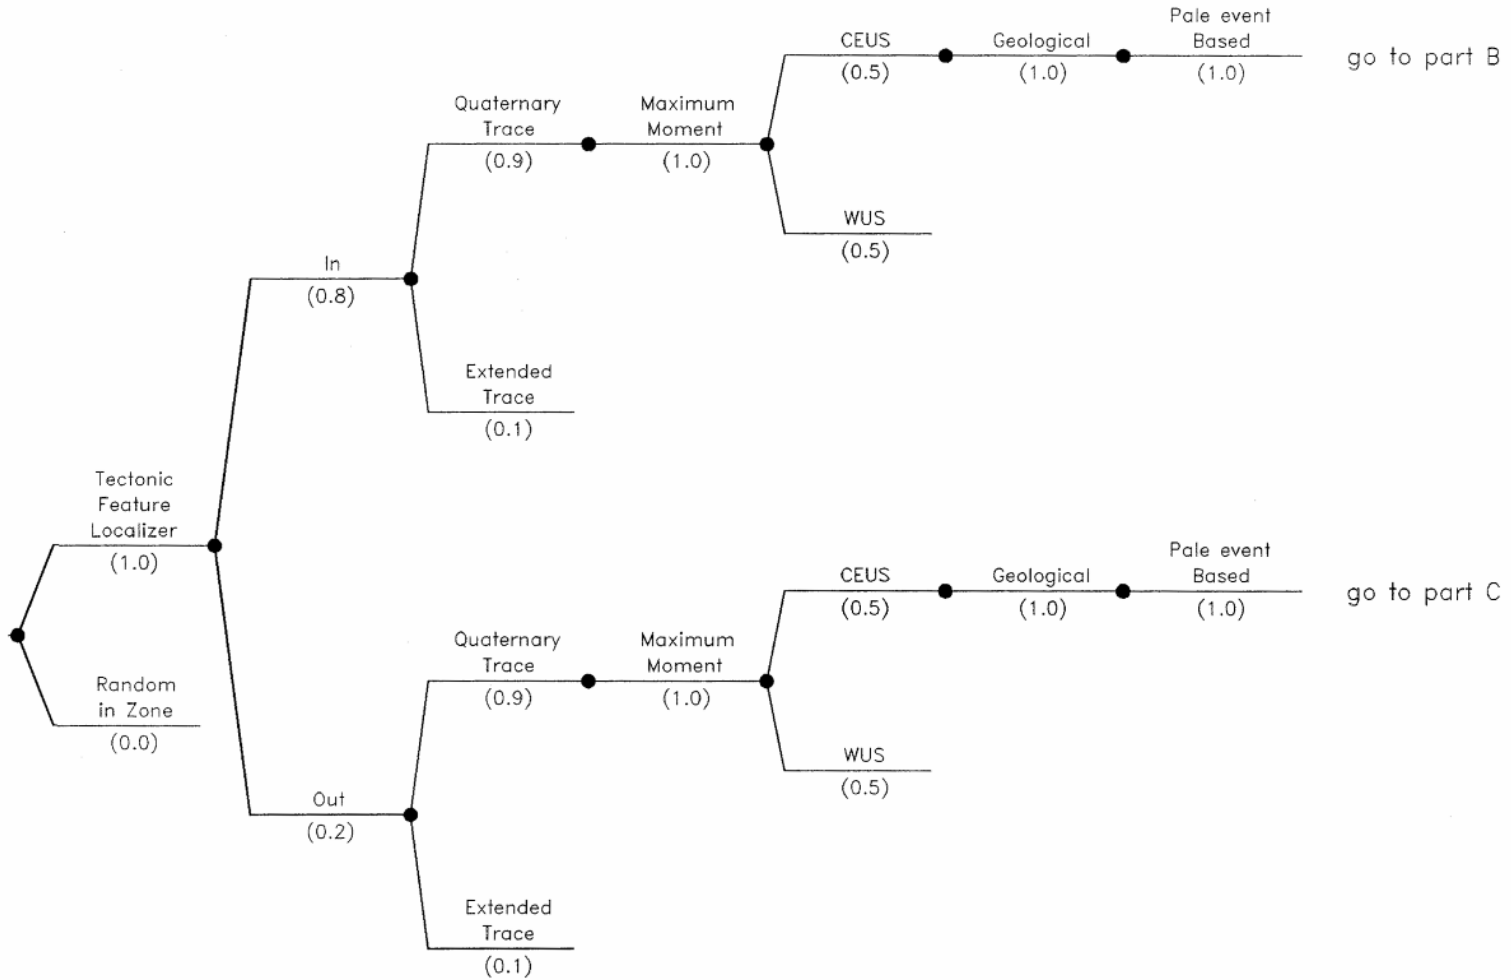 Pale event
Based
(1.0)
go to part B
CEUS
(0.5)
Geological
(1.0)
Quaternary
Trace
(0.9)
Maximum
Moment
(1.0)
WUS
(0.5)
In
(0.8)
Extended
Trace
(0.1)
Tectonic
Feature
Localizer
(1.0)
Random
in Zone
(0.0)
Pale event
Based
(1.0)
go to part C
CEUS
(0.5)
Geological
(1.0)
Quaternary
Trace
(0.9)
Maximum
Moment
(1.0)
WUS
(0.5)
Out
(0.2)
Extended
Trace
(0.1)